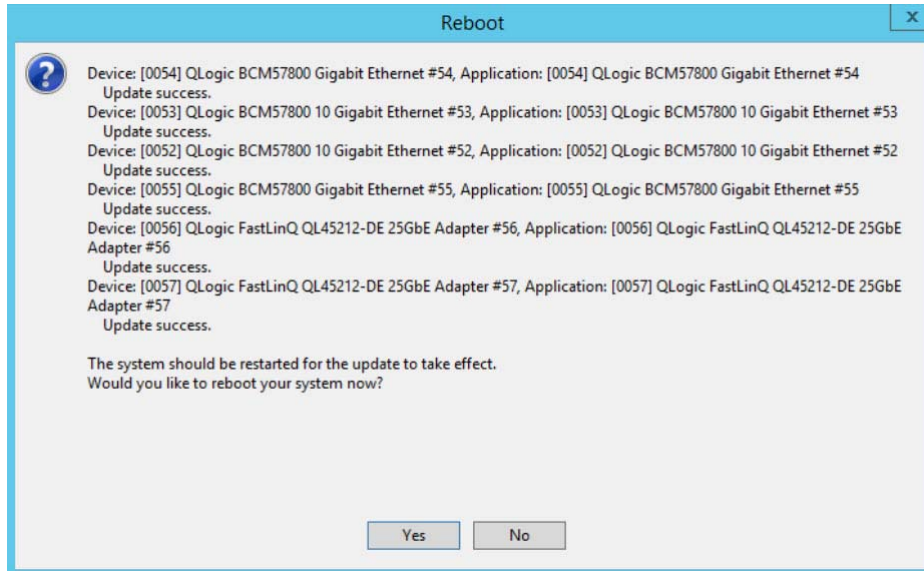 Reboot
x
Device: [0054] QLogic BCM57800 Gigabit Ethernet #54, Application: [0054] QLogic BCM57800 Gigabit Ethernet #54
Update success.
Device: [0053] QLogic BCM57800 10 Gigabit Ethernet #53, Application: [0053] QLogic BCM57800 10 Gigabit Ethernet #53
Update success.
Device: [0052] QLogic BCM57800 10 Gigabit Ethernet #52, Application: [0052] QLogic BCM57800 10 Gigabit Ethernet #52
Update success.
Device: [0055] QLogic BCM57800 Gigabit Ethernet #55, Application: [0055] QLogic BCM57800 Gigabit Ethernet #55
Update success.
Device: [0056] QLogic FastLinQ QL45212-DE 25GbE Adapter #56, Application: [0056] QLogic FastLinQ QL45212-DE 25GbE
Adapter #56
Update success.
Device: [0057] QLogic FastLinQ QL45212-DE 25GbE Adapter #57, Application: [0057] QLogic FastLinQ QL45212-DE 25GbE
Adapter #57
Update success.
The system should be restarted for the update to take effect.
Would you like to reboot your system now?
Yes
No